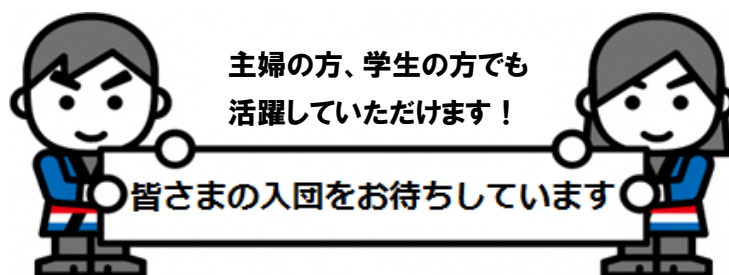 主婦の方、学生の方でも
活躍していただけます！
皆さまの入団をお待ちしています